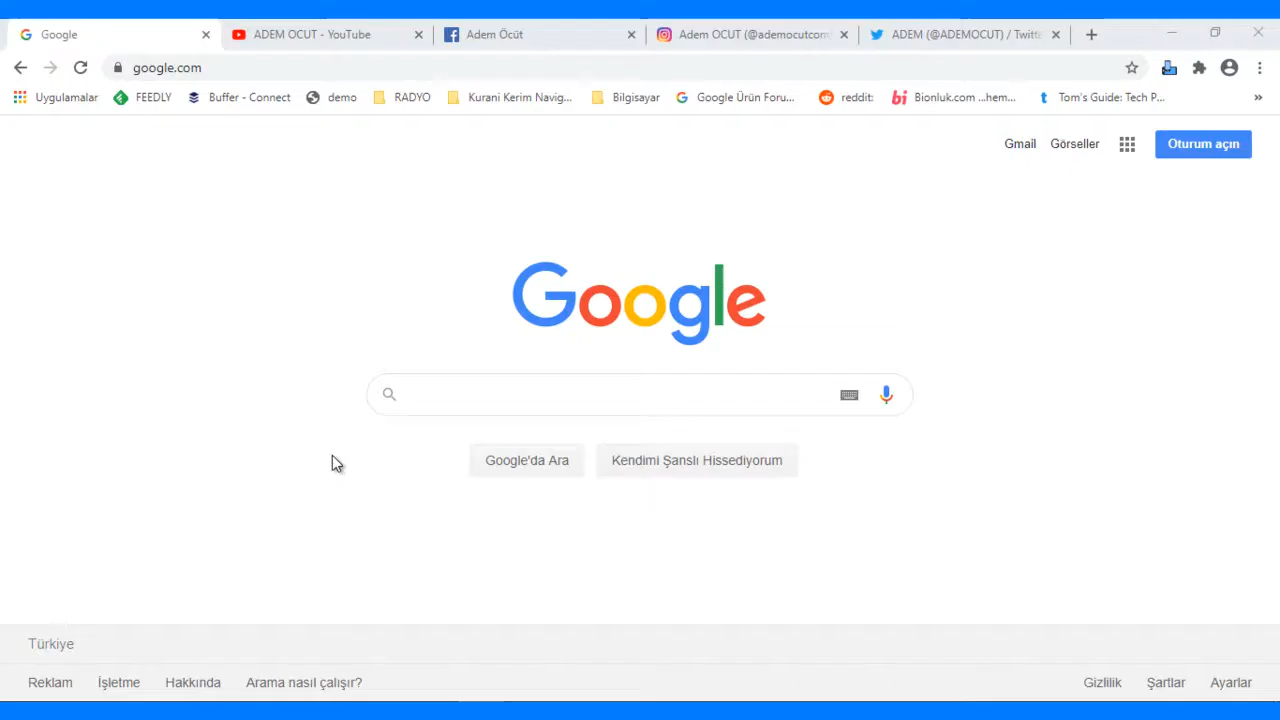 Google
ADEM OCUT - YouTube
Adem Öcüt
Adem OCUT (@ademocutcom
ADEM (@ADEMOCUT) / Twitte
google.com
Uygulamalar
FEEDLY
Buffer - Connect
demo
RADYO
Kurani Kerim Navig...
Bilgisayar
Google Ürün Foru...
reddit:
Bionluk.com ...hem...
Tom's Guide: Tech P...
Gmail
Görseller
Oturum açın
Google
Google'da Ara
Kendimi Şanslı Hissediyorum
Türkiye
Reklam
İşletme
Hakkında
Arama nasıl çalışır?
Gizlilik
Şartlar
Ayarlar